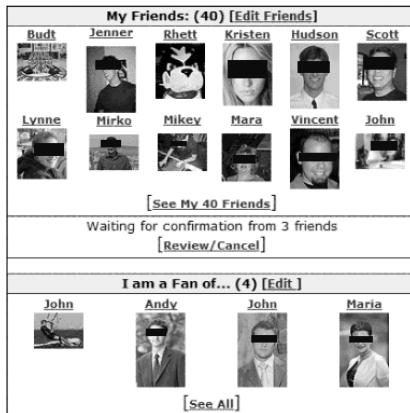 My Friends: (40) [Edit Friends]
Budt Jenner Rhett Kristen Hudson Scott
Lynne Mirko Mikey Mara Vincent John
[See My 40 Friends]
Waiting for confirmation from 3 friends
[Review/Cancel]
I am a Fan of... (4) [Edit ]
John Andy John Maria
[See All]